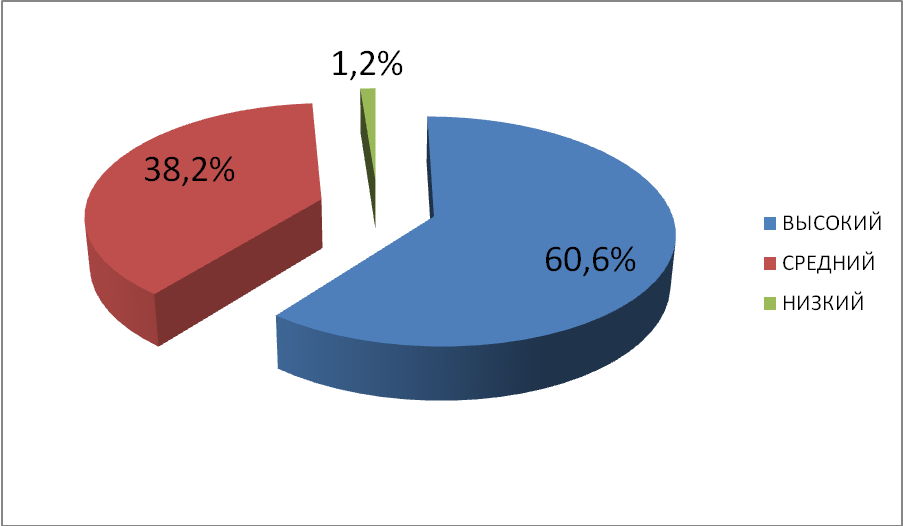 1,2%
38,2%
60,6%
ВЫСОКИЙ
СРЕДНИЙ
НИЗКИЙ